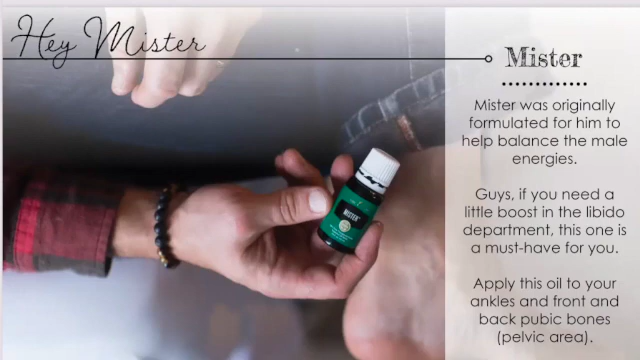 Hey Mister
Mister
Mister was originally
formulated for him to
help balance the male
energies.
Guys, if you need a
little boost in the libido
department, this one is
a must-have for you.
Apply this oil to your
ankles and front and
back pubic bones
(pelvic area).
MISTER